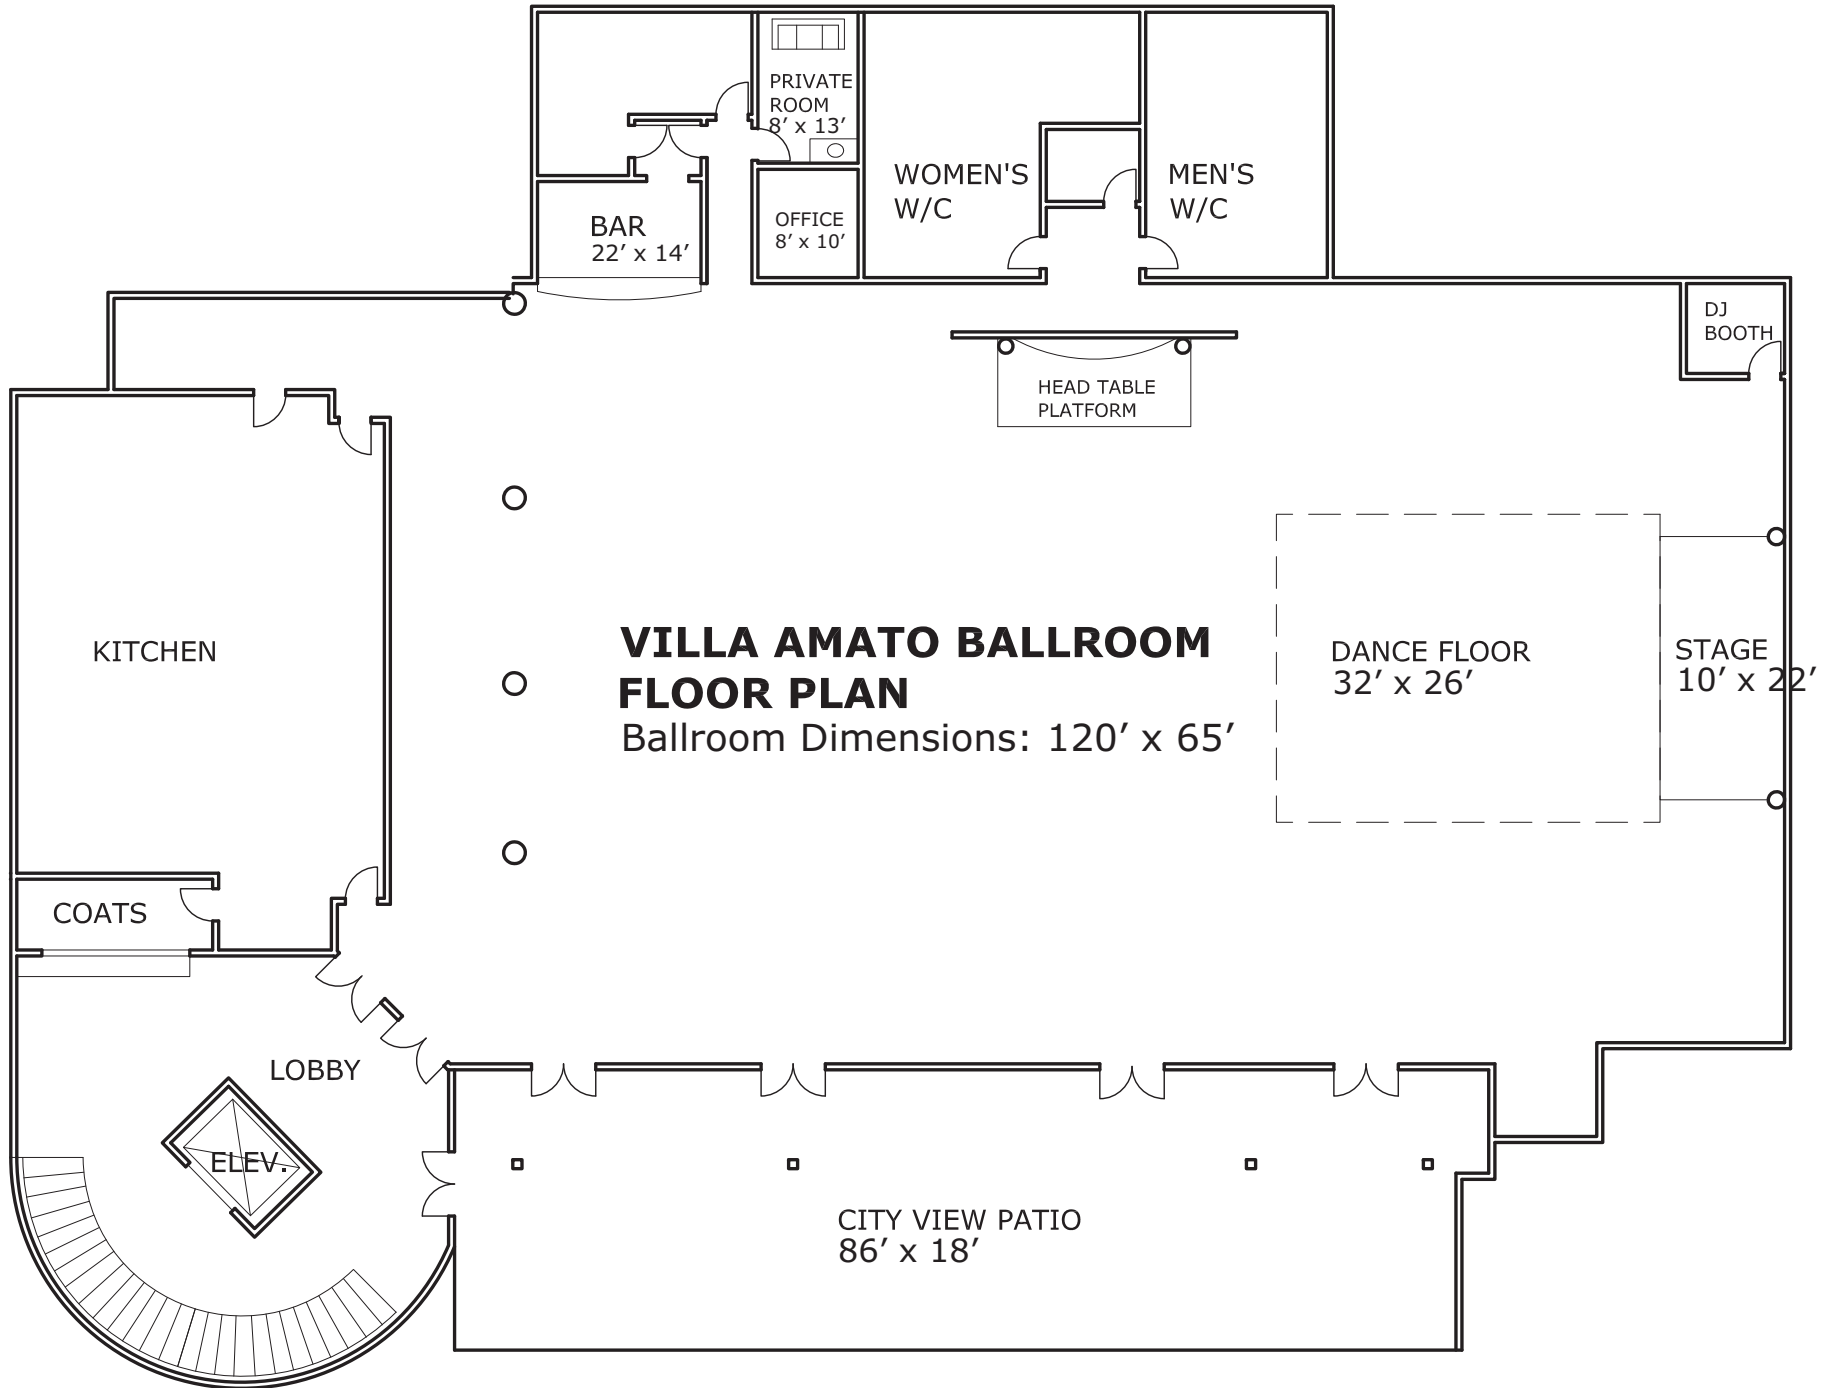 PRIVATE
ROOM
8’ x 13’
WOMEN'S
W/C
MEN'S
W/C
BAR
22’ x 14’
OFFICE
8’ x 10’
DJ
BOOTH
HEAD TABLE
PLATFORM
KITCHEN
VILLA AMATO BALLROOM
FLOOR PLAN
Ballroom Dimensions: 120’ x 65’
DANCE FLOOR
32’ x 26’
STAGE
10’ x 22’
COATS
LOBBY
ELEV.
CITY VIEW PATIO
86’ x 18’